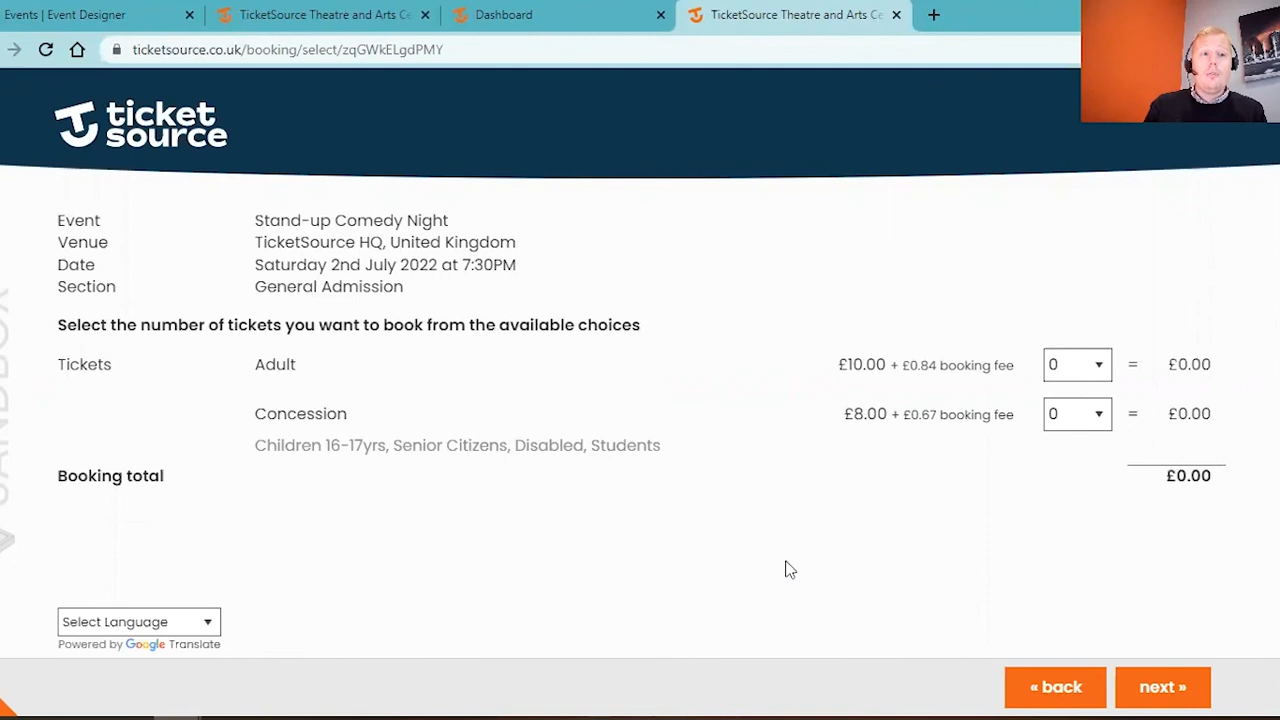 Events | Event Designer
TicketSource Theatre and Arts Ce
Dashboard
TicketSource Theatre and Arts Ce
ticketsource.co.uk/booking/select/zqGWkELgdPMY
ticket
source
Event Stand-up Comedy Night
Venue TicketSource HQ, United Kingdom
Date Saturday 2nd July 2022 at 7:30PM
Section General Admission
Select the number of tickets you want to book from the available choices
Tickets Adult £10.00 + £0.84 booking fee 0 = £0.00
Concession £8.00 + £0.67 booking fee 0 = £0.00
Children 16-17yrs, Senior Citizens, Disabled, Students
Booking total £0.00
SANDBOX
Select Language
Powered by Google Translate
« back
next »